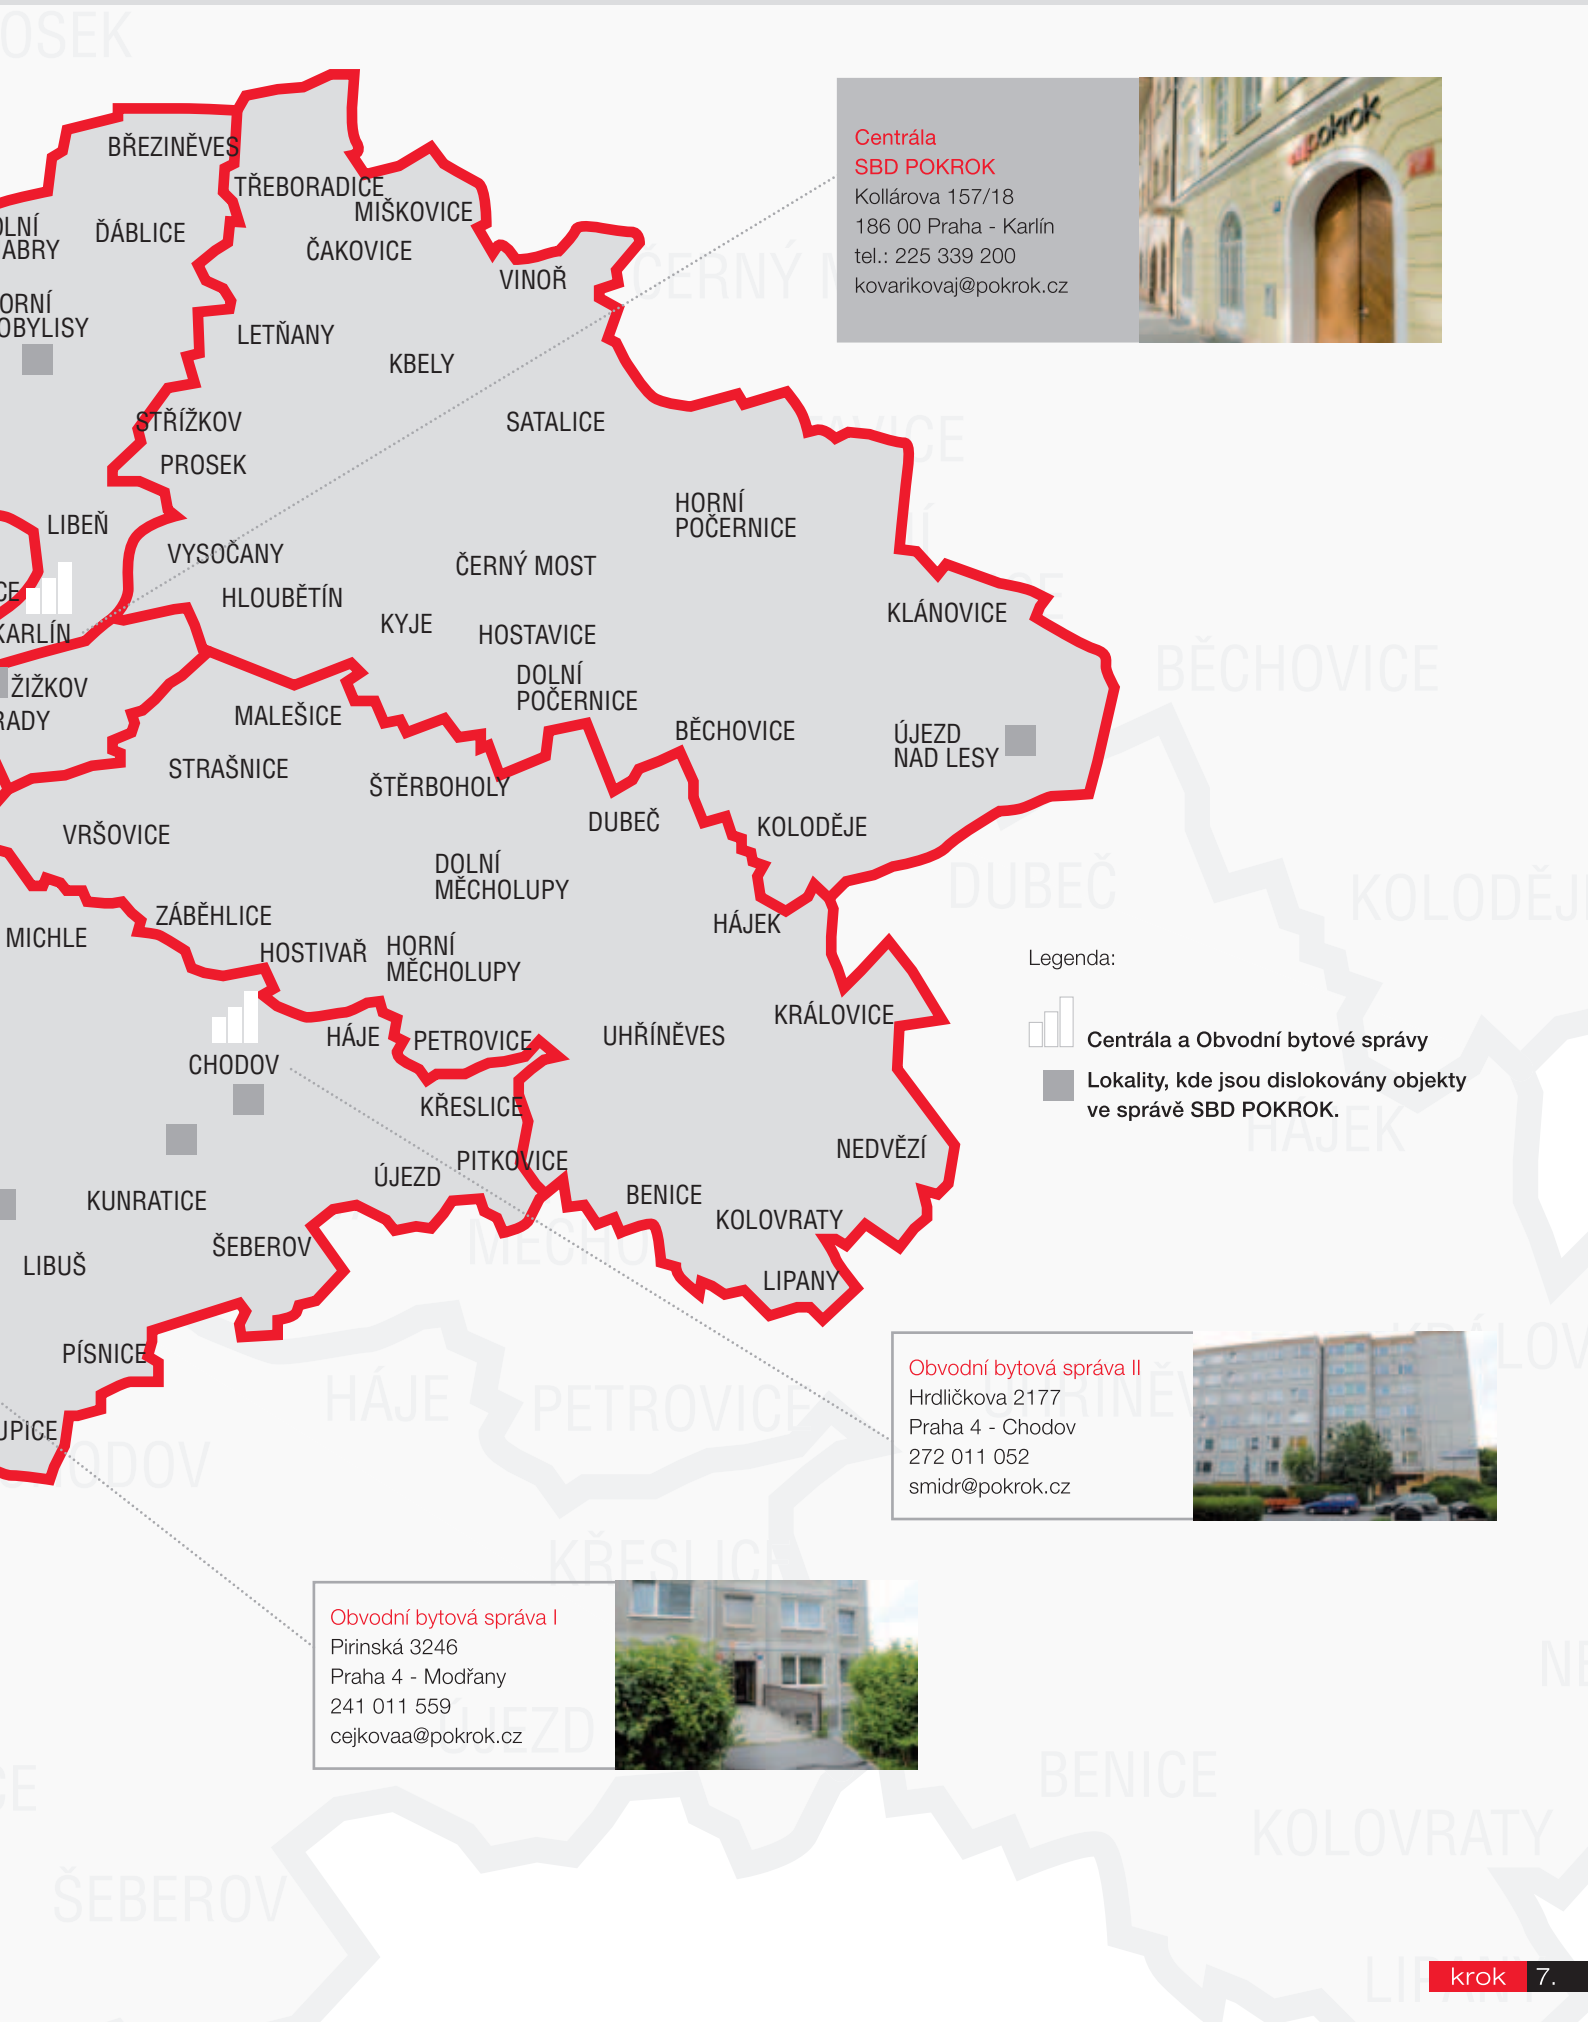 BŘEZINĚVES
TŘEBORADICE
MIŠKOVICE
ĎÁBLICE
ČAKOVICE
VINOŘ
LETŇANY
KBELY
STŘÍŽKOV
SATALICE
PROSEK
HORNÍ
POČERNICE
LIBEŇ
VYSOČANY
ČERNÝ MOST
HLOUBĚTÍN
KLÁNOVICE
KYJE
HOSTAVICE
KARLÍN
DOLNÍ
POČERNICE
ŽIŽKOV
MALEŠICE
BĚCHOVICE
ÚJEZD
NAD LESY
STRAŠNICE
ŠTĚRBOHOLY
DUBEČ
KOLODĚJE
VRŠOVICE
DOLNÍ
MĚCHOLUPY
ZÁBĚHLICE
HÁJEK
MICHLE
HOSTIVAŘ
HORNÍ
MĚCHOLUPY
KRÁLOVICE
HÁJE
PETROVICE
UHŘÍNĚVES
CHODOV
KŘESLICE
NEDVĚZÍ
PITKOVICE
ÚJEZD
BENICE
KUNRATICE
KOLOVRATY
ŠEBEROV
LIBUŠ
LIPANY
PÍSNICE
Centrála
SBD POKROK
Kollárova 157/18
186 00 Praha - Karlín
tel.: 225 339 200
kovarikovaj@pokrok.cz
pokrok
Legenda:
Centrála a Obvodní bytové správy
Lokality, kde jsou dislokovány objekty
ve správě SBD POKROK.
Obvodní bytová správa II
Hrdličkova 2177
Praha 4 - Chodov
272 011 052
smidr@pokrok.cz
Obvodní bytová správa I
Pirinská 3246
Praha 4 - Modřany
241 011 559
cejkovaa@pokrok.cz
BĚCHOVICE
DUBEČ
KOLODĚJ
HÁJEK
HÁJE
PETROVICE
KŘESLICE
ÚJEZD
BENICE
KOLOVRATY
ŠEBEROV
krok 7.